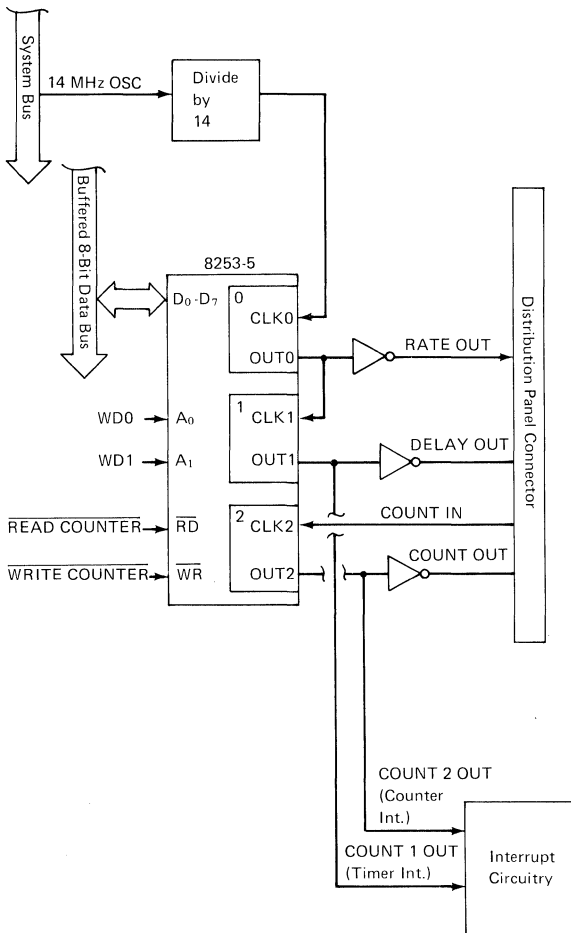 System Bus
14 MHz OSC
Divide
by
14
Buffered 8-Bit Data Bus
8253-5
D₀-D₇
0
CLK0
OUT0
RATE OUT
WD0
A₀
1
CLK1
WD1
A₁
OUT1
DELAY OUT
READ COUNTER
RD
2
CLK2
COUNT IN
WRITE COUNTER
WR
OUT2
COUNT OUT
Distribution Panel Connector
COUNT 2 OUT
(Counter
Int.)
COUNT 1 OUT
(Timer Int.)
Interrupt
Circuitry